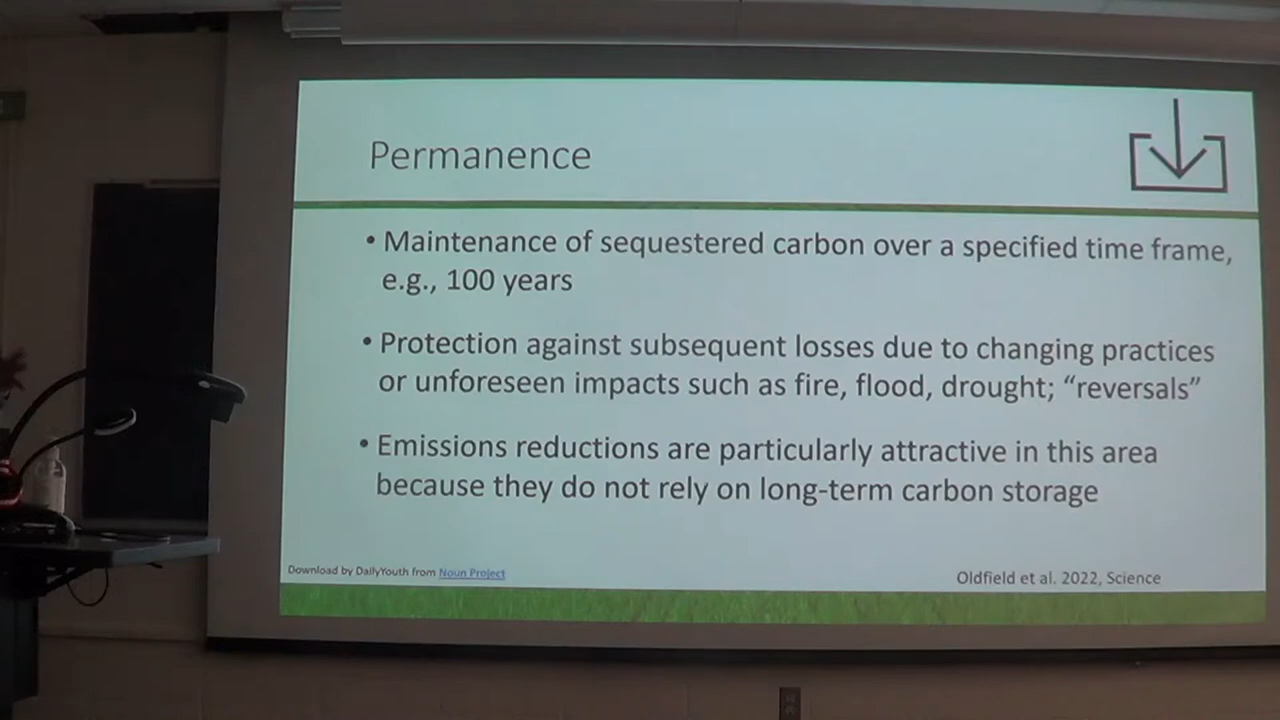 Permanence
• Maintenance of sequestered carbon over a specified time frame,
e.g., 100 years
• Protection against subsequent losses due to changing practices
or unforeseen impacts such as fire, flood, drought; “reversals”
• Emissions reductions are particularly attractive in this area
because they do not rely on long-term carbon storage
Download by DailyYouth from Noun Project
Oldfield et al. 2022, Science